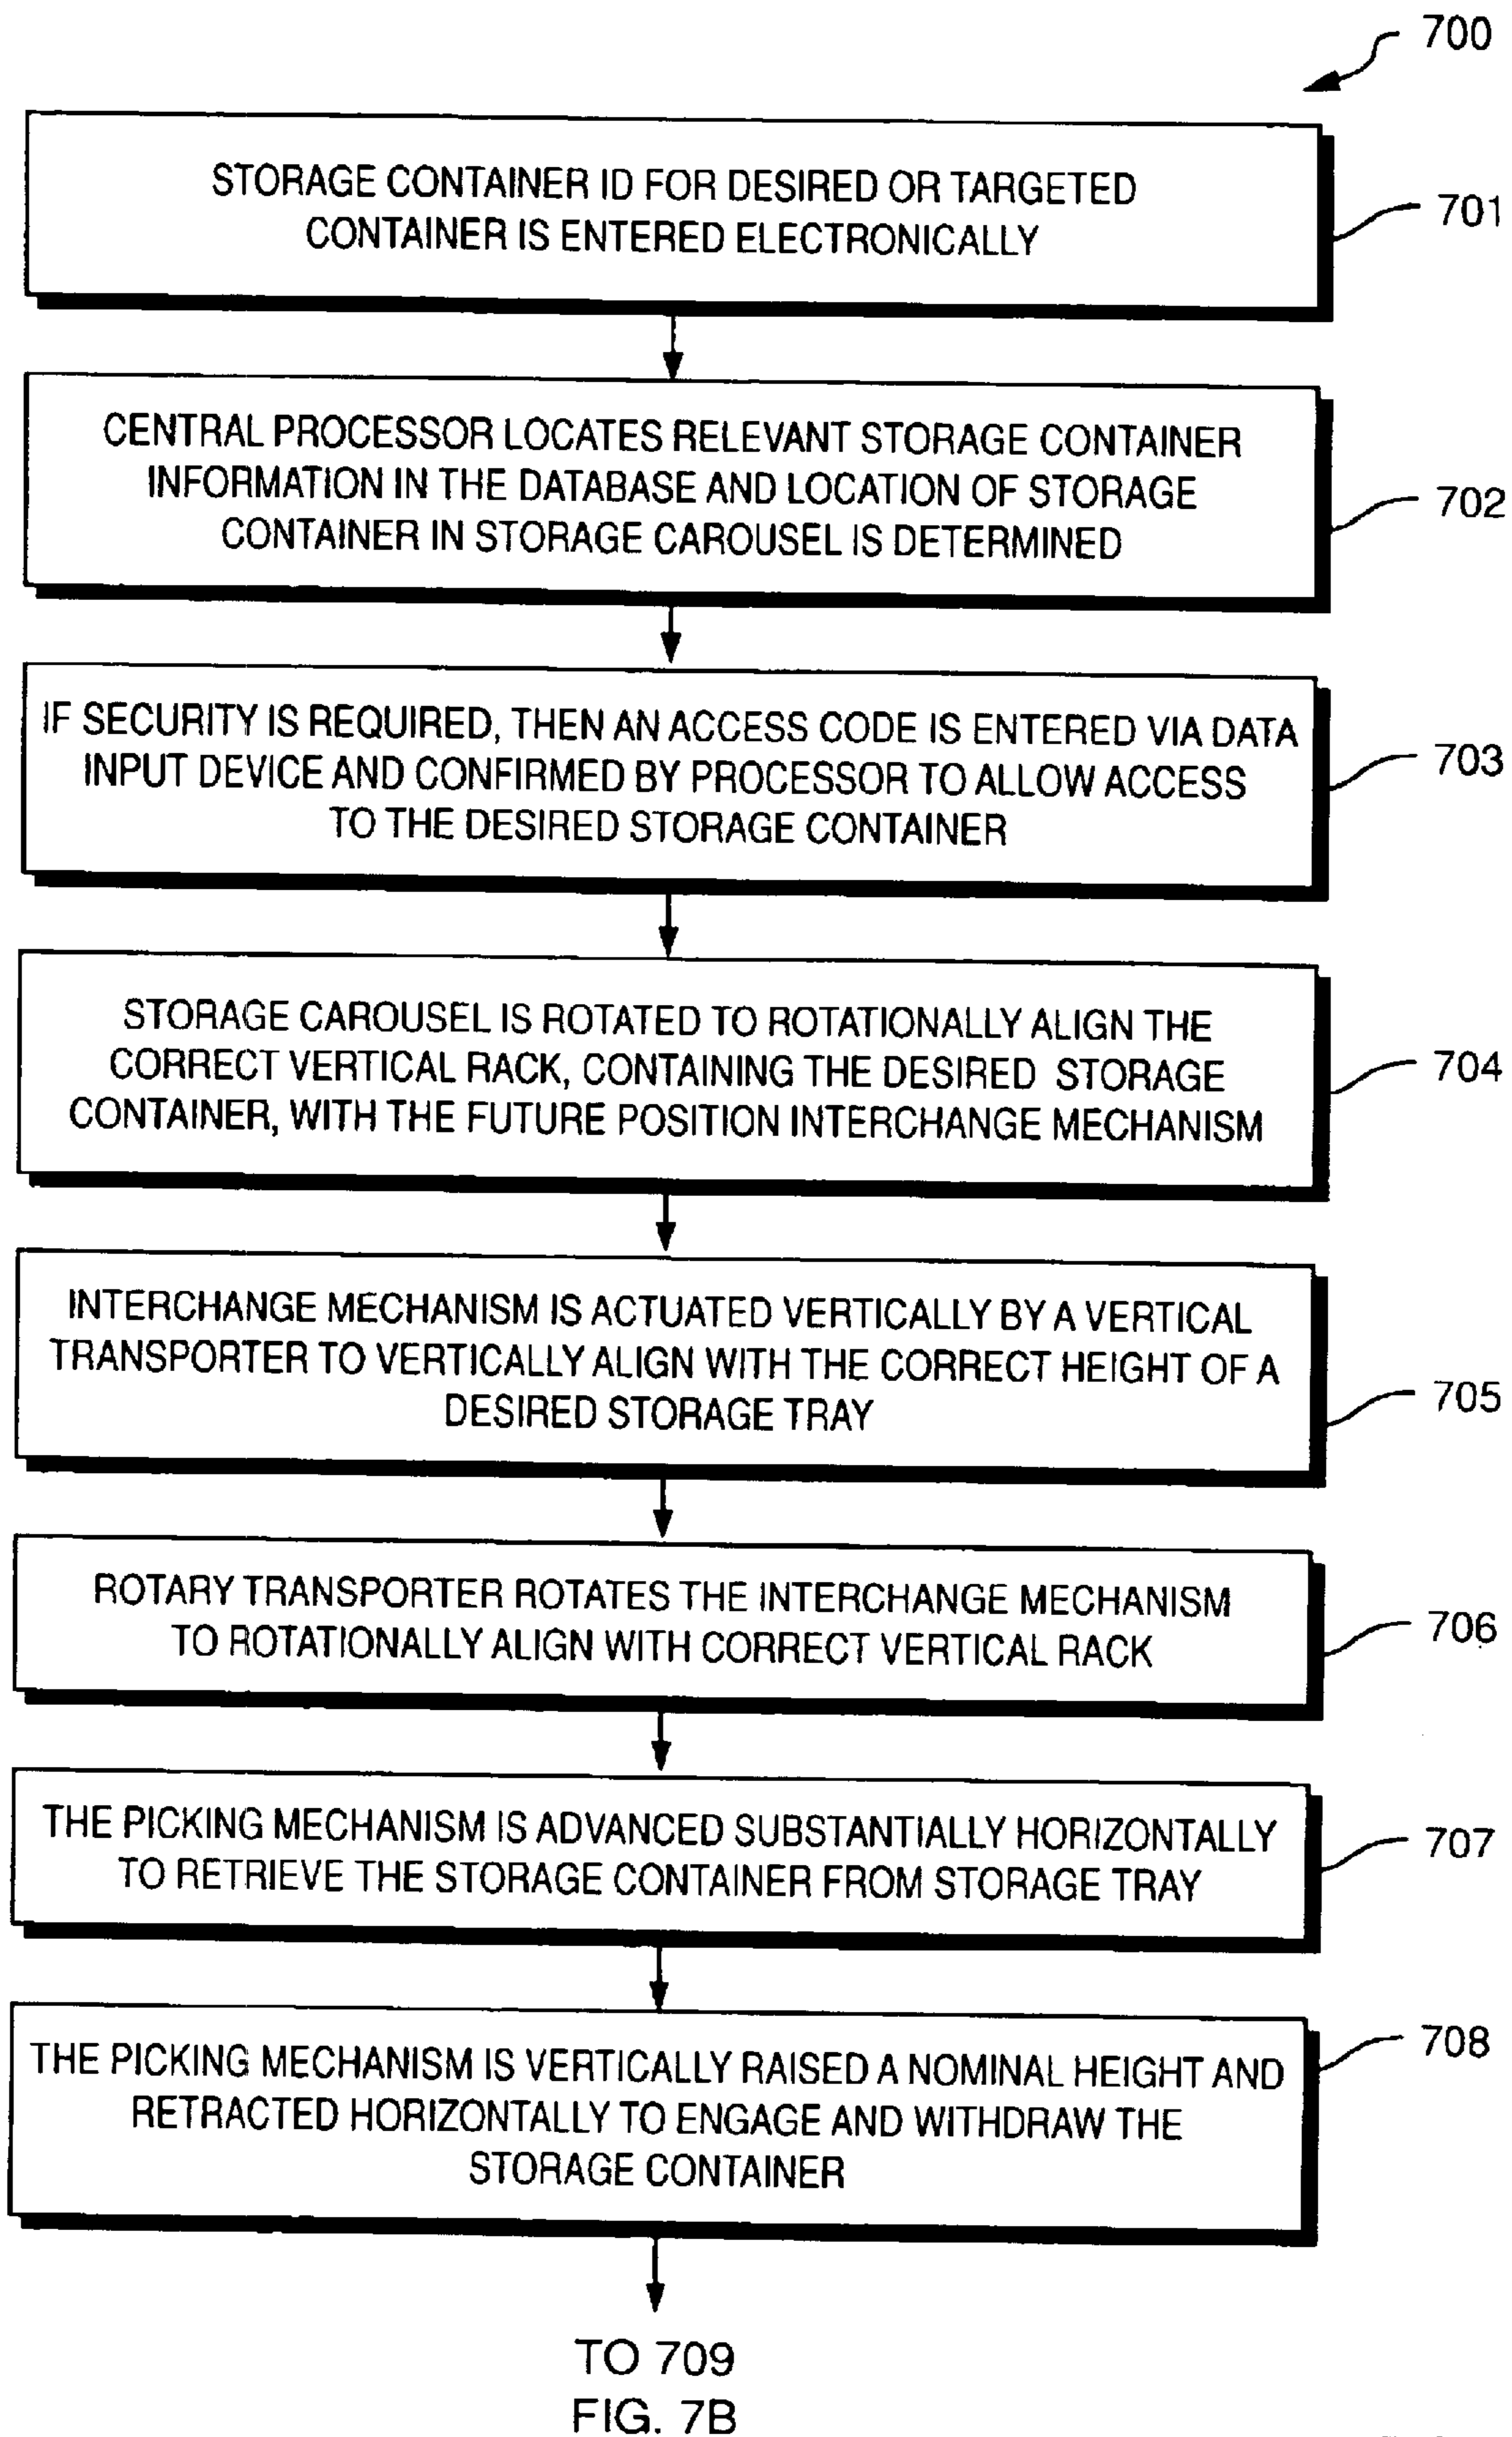 700
STORAGE CONTAINER ID FOR DESIRED OR TARGETED
CONTAINER IS ENTERED ELECTRONICALLY
701
CENTRAL PROCESSOR LOCATES RELEVANT STORAGE CONTAINER
INFORMATION IN THE DATABASE AND LOCATION OF STORAGE
CONTAINER IN STORAGE CAROUSEL IS DETERMINED
702
IF SECURITY IS REQUIRED, THEN AN ACCESS CODE IS ENTERED VIA DATA
INPUT DEVICE AND CONFIRMED BY PROCESSOR TO ALLOW ACCESS
TO THE DESIRED STORAGE CONTAINER
703
STORAGE CAROUSEL IS ROTATED TO ROTATIONALLY ALIGN THE
CORRECT VERTICAL RACK, CONTAINING THE DESIRED STORAGE
CONTAINER, WITH THE FUTURE POSITION INTERCHANGE MECHANISM
704
INTERCHANGE MECHANISM IS ACTUATED VERTICALLY BY A VERTICAL
TRANSPORTER TO VERTICALLY ALIGN WITH THE CORRECT HEIGHT OF A
DESIRED STORAGE TRAY
705
ROTARY TRANSPORTER ROTATES THE INTERCHANGE MECHANISM
TO ROTATIONALLY ALIGN WITH CORRECT VERTICAL RACK
706
THE PICKING MECHANISM IS ADVANCED SUBSTANTIALLY HORIZONTALLY
TO RETRIEVE THE STORAGE CONTAINER FROM STORAGE TRAY
707
THE PICKING MECHANISM IS VERTICALLY RAISED A NOMINAL HEIGHT AND
RETRACTED HORIZONTALLY TO ENGAGE AND WITHDRAW THE
STORAGE CONTAINER
708
TO 709
FIG. 7B